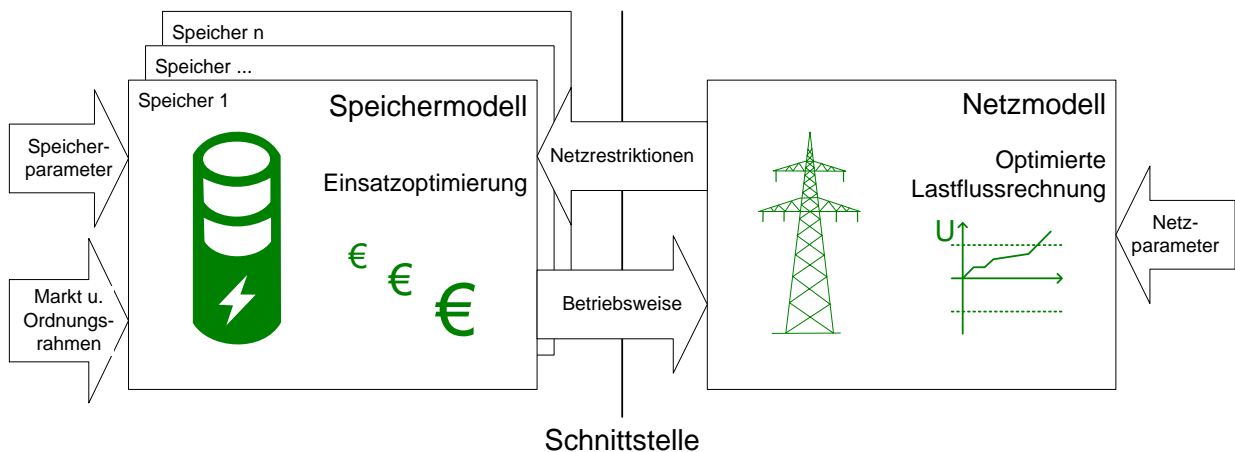 Speicher n
Speicher ...
Speicher 1
Speichermodell
Einsatzoptimierung
€
€
€
Speicher-
parameter
Markt u.
Ordnungs-
rahmen
Netzrestriktionen
Betriebsweise
Schnittstelle
Netzmodell
Optimierte
Lastflussrechnung
U
Netz-
parameter